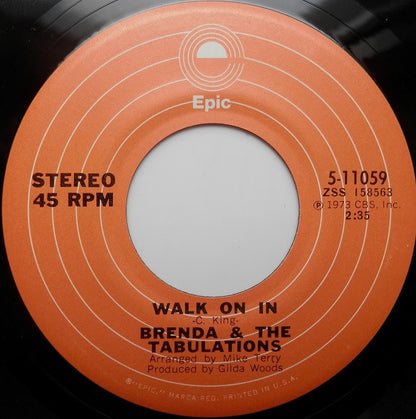 Epic
STEREO
45 RPM
5-11059
ZSS 158563
Ⓟ 1973 CBS, Inc.
2:35
WALK ON IN
-C. King-
BRENDA & THE
TABULATIONS
Arranged by Mike Terry
Produced by Gilda Woods
®"EPIC," MARCA REG. PRINTED IN U.S.A.